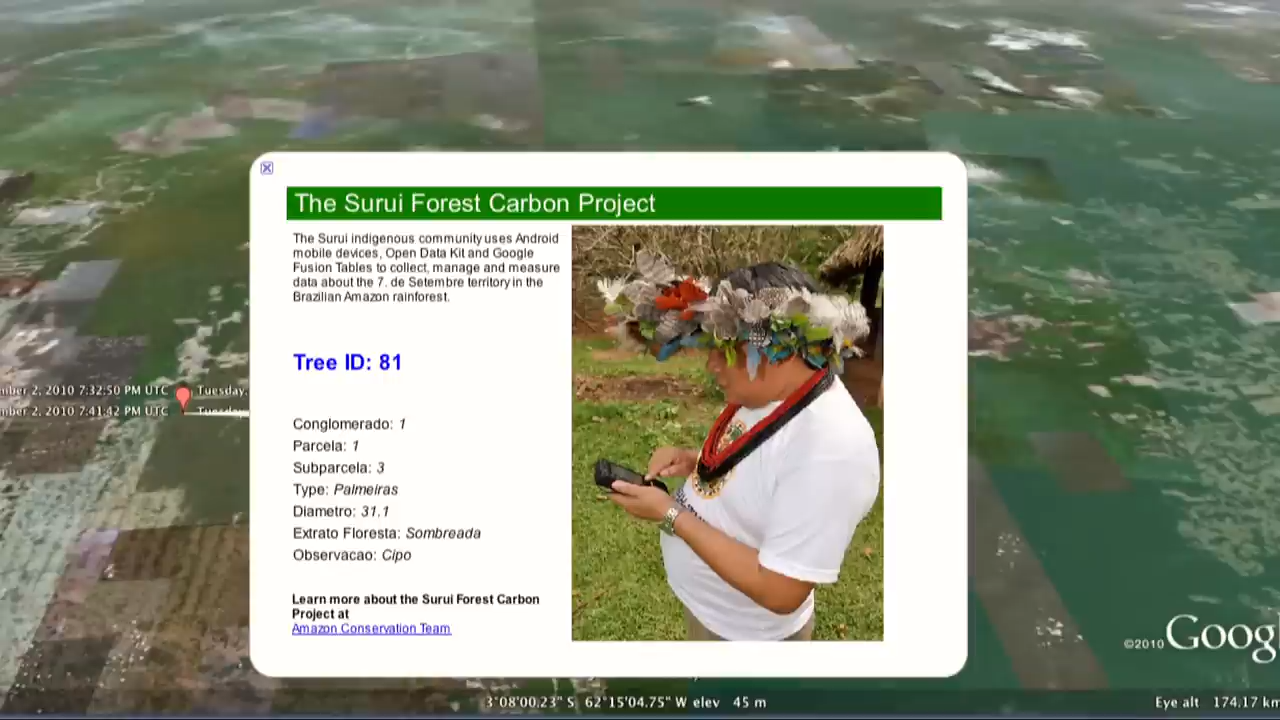 The Surui Forest Carbon Project
The Surui indigenous community uses Android
mobile devices, Open Data Kit and Google
Fusion Tables to collect, manage and measure
data about the 7. de Setembre territory in the
Brazilian Amazon rainforest.
Tree ID: 81
mber 2, 2010 7:32:50 PM UTC Tuesday,
mber 2, 2010 7:41:42 PM UTC Tuesday
Conglomerado: 1
Parcela: 1
Subparcela: 3
Type: Palmeiras
Diametro: 31.1
Extrato Floresta: Sombreada
Observacao: Cipo
Learn more about the Surui Forest Carbon
Project at
Amazon Conservation Team
©2010 Goog
3°08'00.23" S 62°15'04.75" W elev 45 m
Eye alt 174.17 km